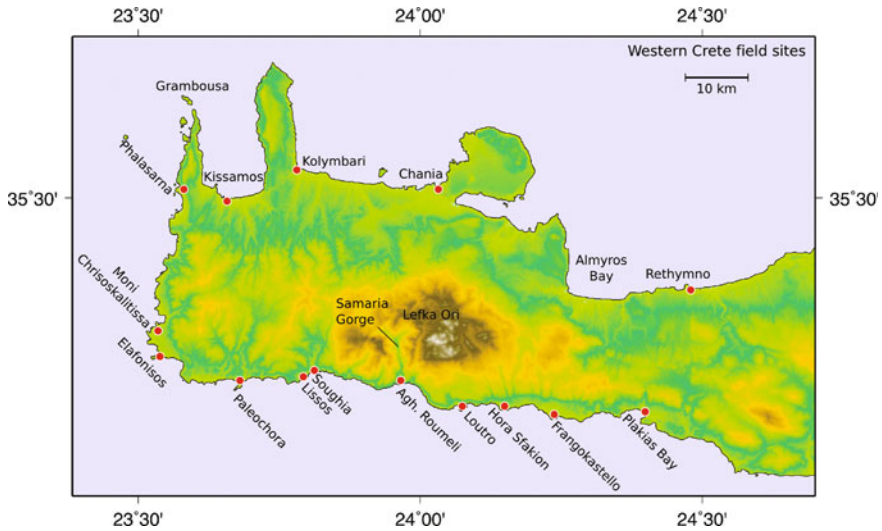 23˚30'
24˚00'
24˚30'
Western Crete field sites
10 km
Grambousa
Phalasarna
Kissamos
Kolymbari
Chania
35˚30'
35˚30'
Almyros
Bay
Rethymno
Moni
Chrisoskalitissa
Samaria
Gorge
Lefka Ori
Elafonisos
Paleochora
Lissos
Soughia
Agh. Roumeli
Loutro
Hora Sfakion
Frangokastello
Plakias Bay
23˚30'
24˚00'
24˚30'